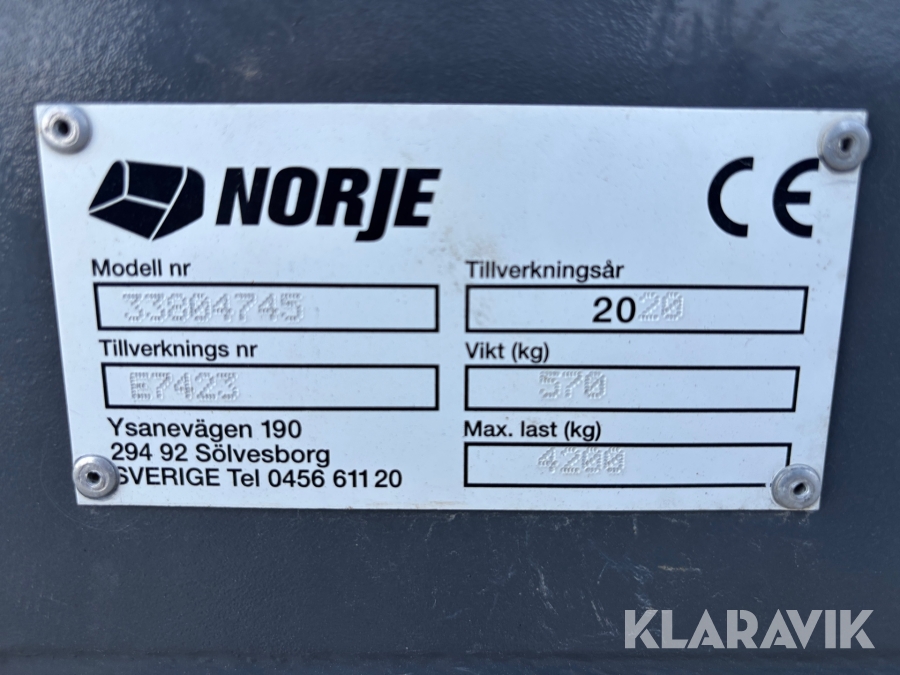 NORJE
CE
Modell nr
33804745
Tillverkningsår
2020
Tillverknings nr
E7423
Vikt (kg)
570
Max. last (kg)
4200
Ysanevägen 190
294 92 Sölvesborg
SVERIGE Tel 0456 611 20
KLARAVIK